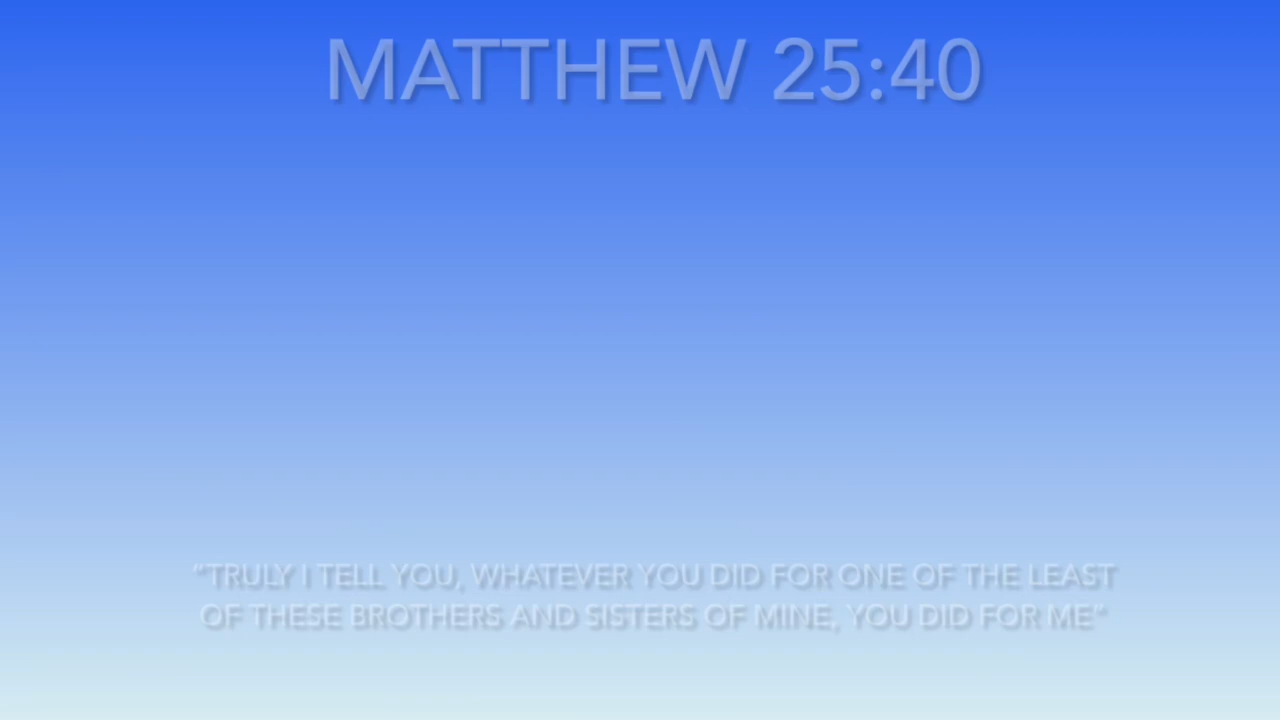 MATTHEW 25:40
“TRULY I TELL YOU, WHATEVER YOU DID FOR ONE OF THE LEAST
OF THESE BROTHERS AND SISTERS OF MINE, YOU DID FOR ME”